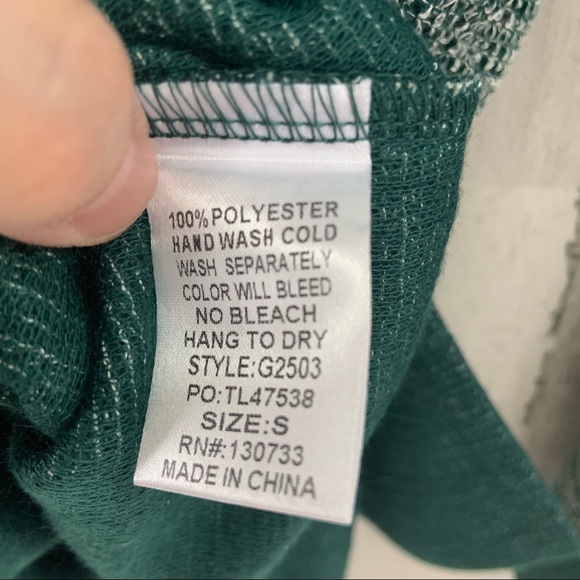 100% POLYESTER
HAND WASH COLD
WASH SEPARATELY
COLOR WILL BLEED
NO BLEACH
HANG TO DRY
STYLE:G2503
PO:TL47538
SIZE:S
RN#:130733
MADE IN CHINA